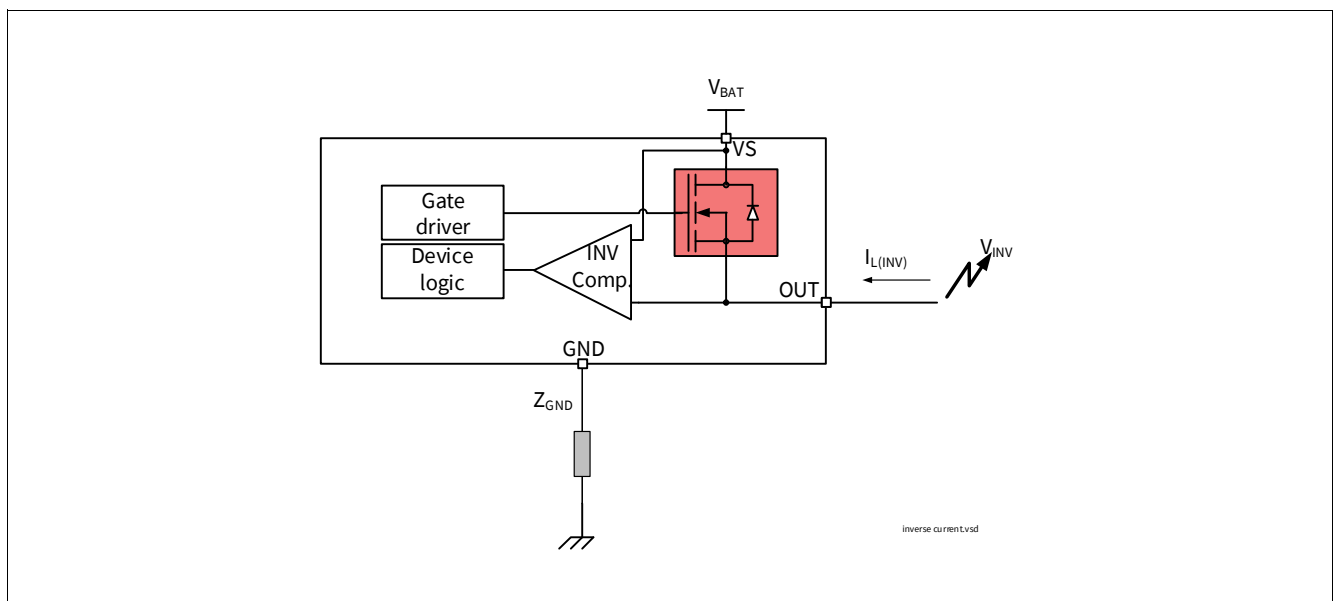 VBAT
VS
Gate
driver
Device
logic
INV
Comp.
OUT
IL(INV)
VINV
GND
ZGND
inverse current.vsd